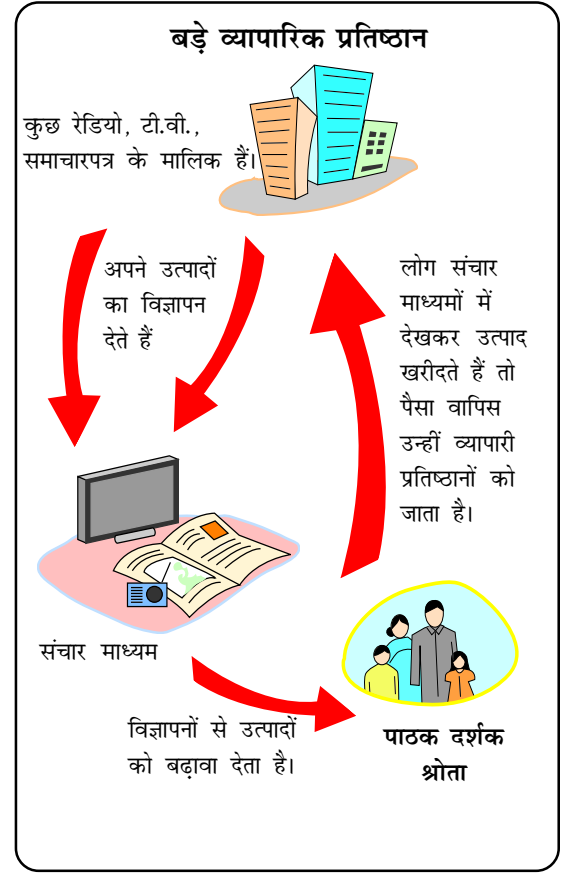 बड़े व्यापारिक प्रतिष्ठान
कुछ रेडियो, टी.वी.,
समाचारपत्र के मालिक हैं।
अपने उत्पादों
का विज्ञापन
देते हैं
लोग संचार
माध्यमों में
देखकर उत्पाद
खरीदते हैं तो
पैसा वापिस
उन्हीं व्यापारी
प्रतिष्ठानों को
जाता है।
संचार माध्यम
विज्ञापनों से उत्पादों
को बढ़ावा देता है।
पाठक दर्शक
श्रोता